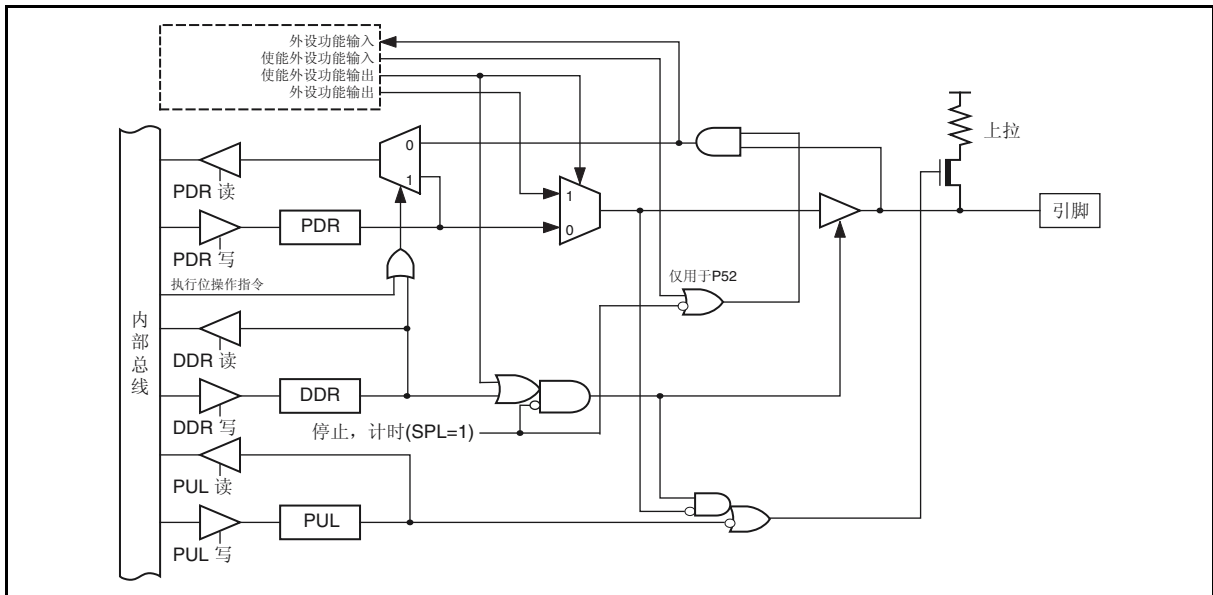 外设功能输入
使能外设功能输入
使能外设功能输出
外设功能输出
上拉
0
1
PDR 读
1
0
引脚
PDR
PDR 写
仅用于P52
执行位操作指令
内部总线
DDR 读
DDR
DDR 写
停止，计时(SPL=1)
PUL 读
PUL
PUL 写